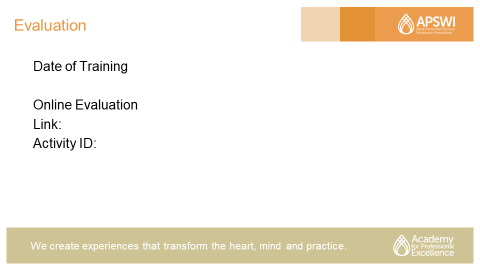 Evaluation
APSWI
Date of Training
Online Evaluation
Link:
Activity ID:
We create experiences that transform the heart, mind and practice.
Academy
for Professional
Excellence